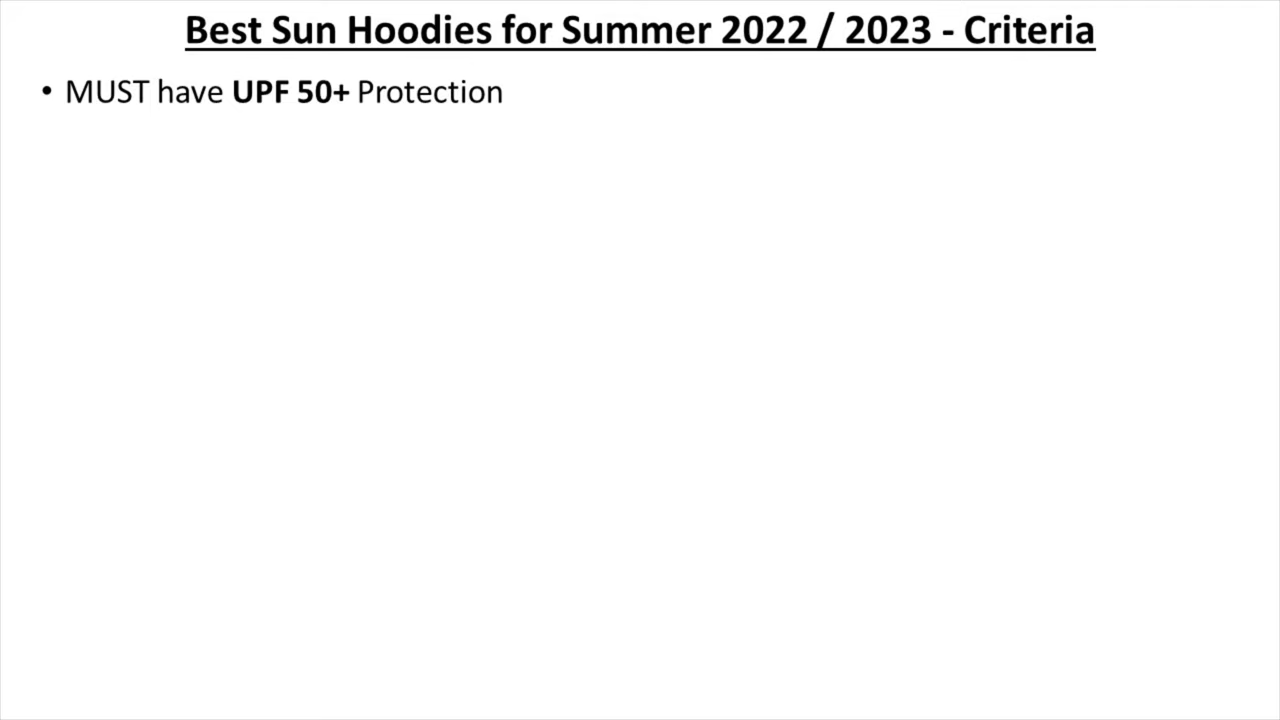 Best Sun Hoodies for Summer 2022 / 2023 - Criteria
• MUST have UPF 50+ Protection